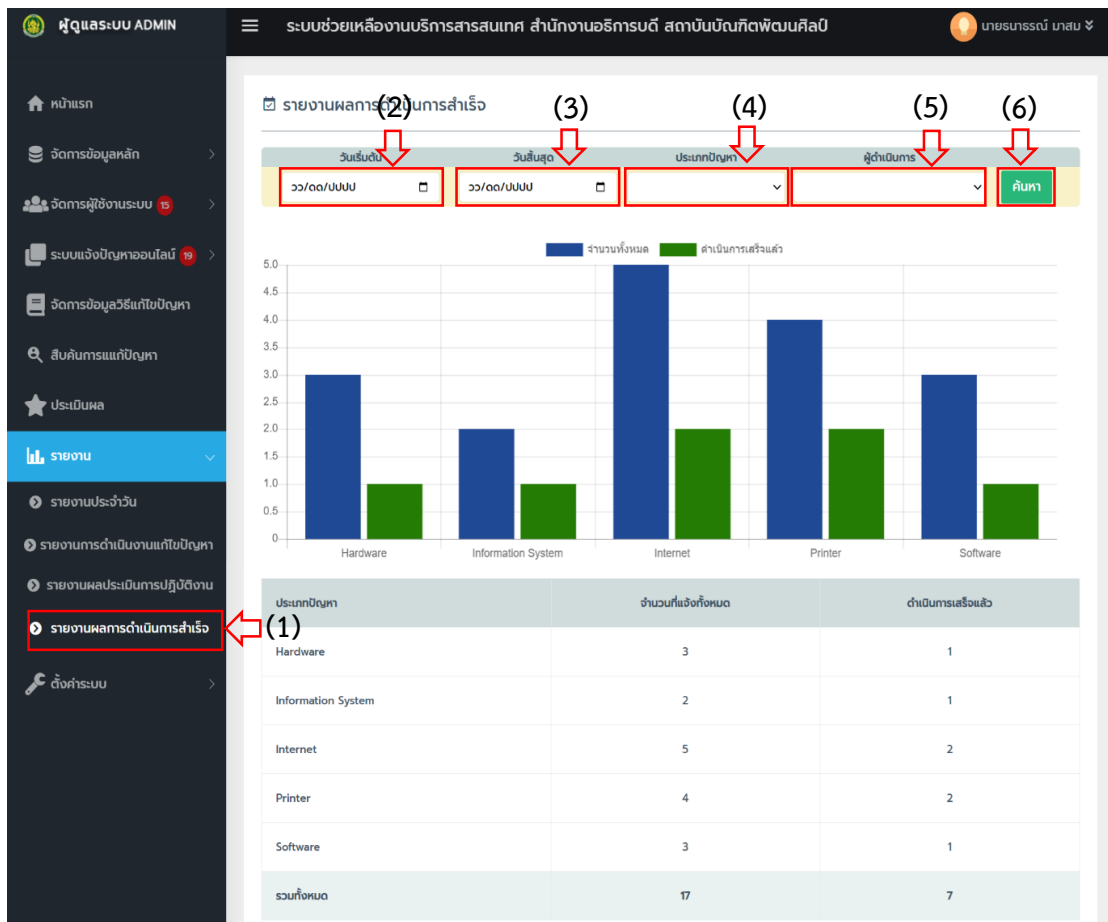 ผู้ดูแลระบบ ADMIN
ระบบช่วยเหลืองานบริการสารสนเทศ สำนักงานอธิการบดี สถาบันบัณฑิตพัฒนศิลป์
นายธนาธรณ์ มาสม
หน้าแรก
จัดการข้อมูลหลัก
จัดการผู้ใช้งานระบบ 15
ระบบแจ้งปัญหาออนไลน์ 19
จัดการข้อมูลวิธีแก้ไขปัญหา
สืบค้นการแแก้ปัญหา
ประเมินผล
รายงาน
รายงานประจำวัน
รายงานการดำเนินงานแก้ไขปัญหา
รายงานผลประเมินการปฏิบัติงาน
รายงานผลการดำเนินการสำเร็จ
(1)
ตั้งค่าระบบ
รายงานผลการดำเนินการสำเร็จ
(2) (3) (4) (5) (6)
วันเริ่มต้น วันสิ้นสุด ประเภทปัญหา ผู้ดำเนินการ
วว/ดด/ปปปป วว/ดด/ปปปป ค้นหา
จำนวนทั้งหมด ดำเนินการเสร็จแล้ว
5.0
4.5
4.0
3.5
3.0
2.5
2.0
1.5
1.0
0.5
0
Hardware Information System Internet Printer Software
ประเภทปัญหา จำนวนที่แจ้งทั้งหมด ดำเนินการเสร็จแล้ว
Hardware 3 1
Information System 2 1
Internet 5 2
Printer 4 2
Software 3 1
รวมทั้งหมด 17 7